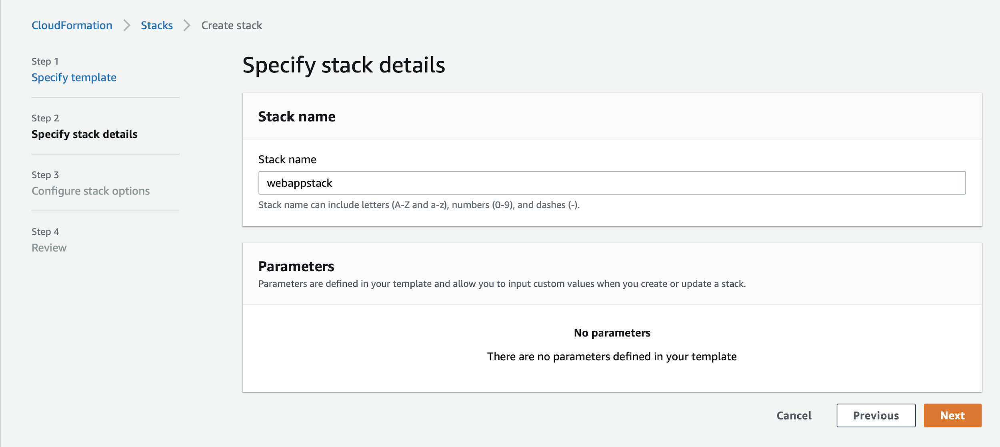 CloudFormation > Stacks > Create stack
Step 1
Specify template
Step 2
Specify stack details
Step 3
Configure stack options
Step 4
Review
Specify stack details
Stack name
Stack name
webappstack
Stack name can include letters (A-Z and a-z), numbers (0-9), and dashes (-).
Parameters
Parameters are defined in your template and allow you to input custom values when you create or update a stack.
No parameters
There are no parameters defined in your template
Cancel Previous Next